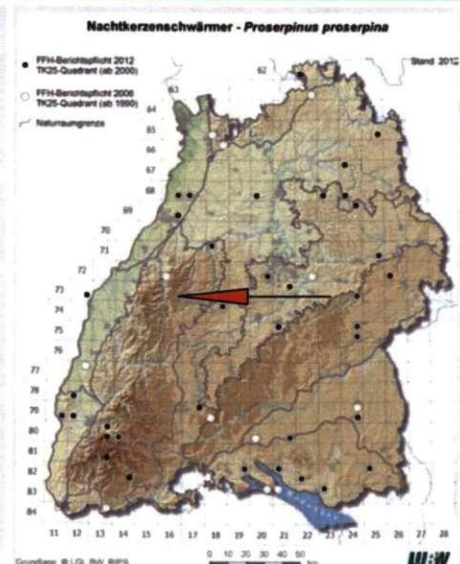 Nachtkerzenschwärmer - Proserpinus proserpina
FFH-Berichtspflicht 2012
TK25-Quadrant (ab 2000)
Stand 2012
FFH-Berichtspflicht 2006
TK25-Quadrant (ab 1990)
Naturraumgrenze
62
63
64
65
66
67
68
69
70
71
72
73
74
75
76
77
78
79
80
81
82
83
84
11 12 13 14 15 16 17 18 19 20 21 22 23 24 25 26 27 28
0 10 20 30 40 50
km